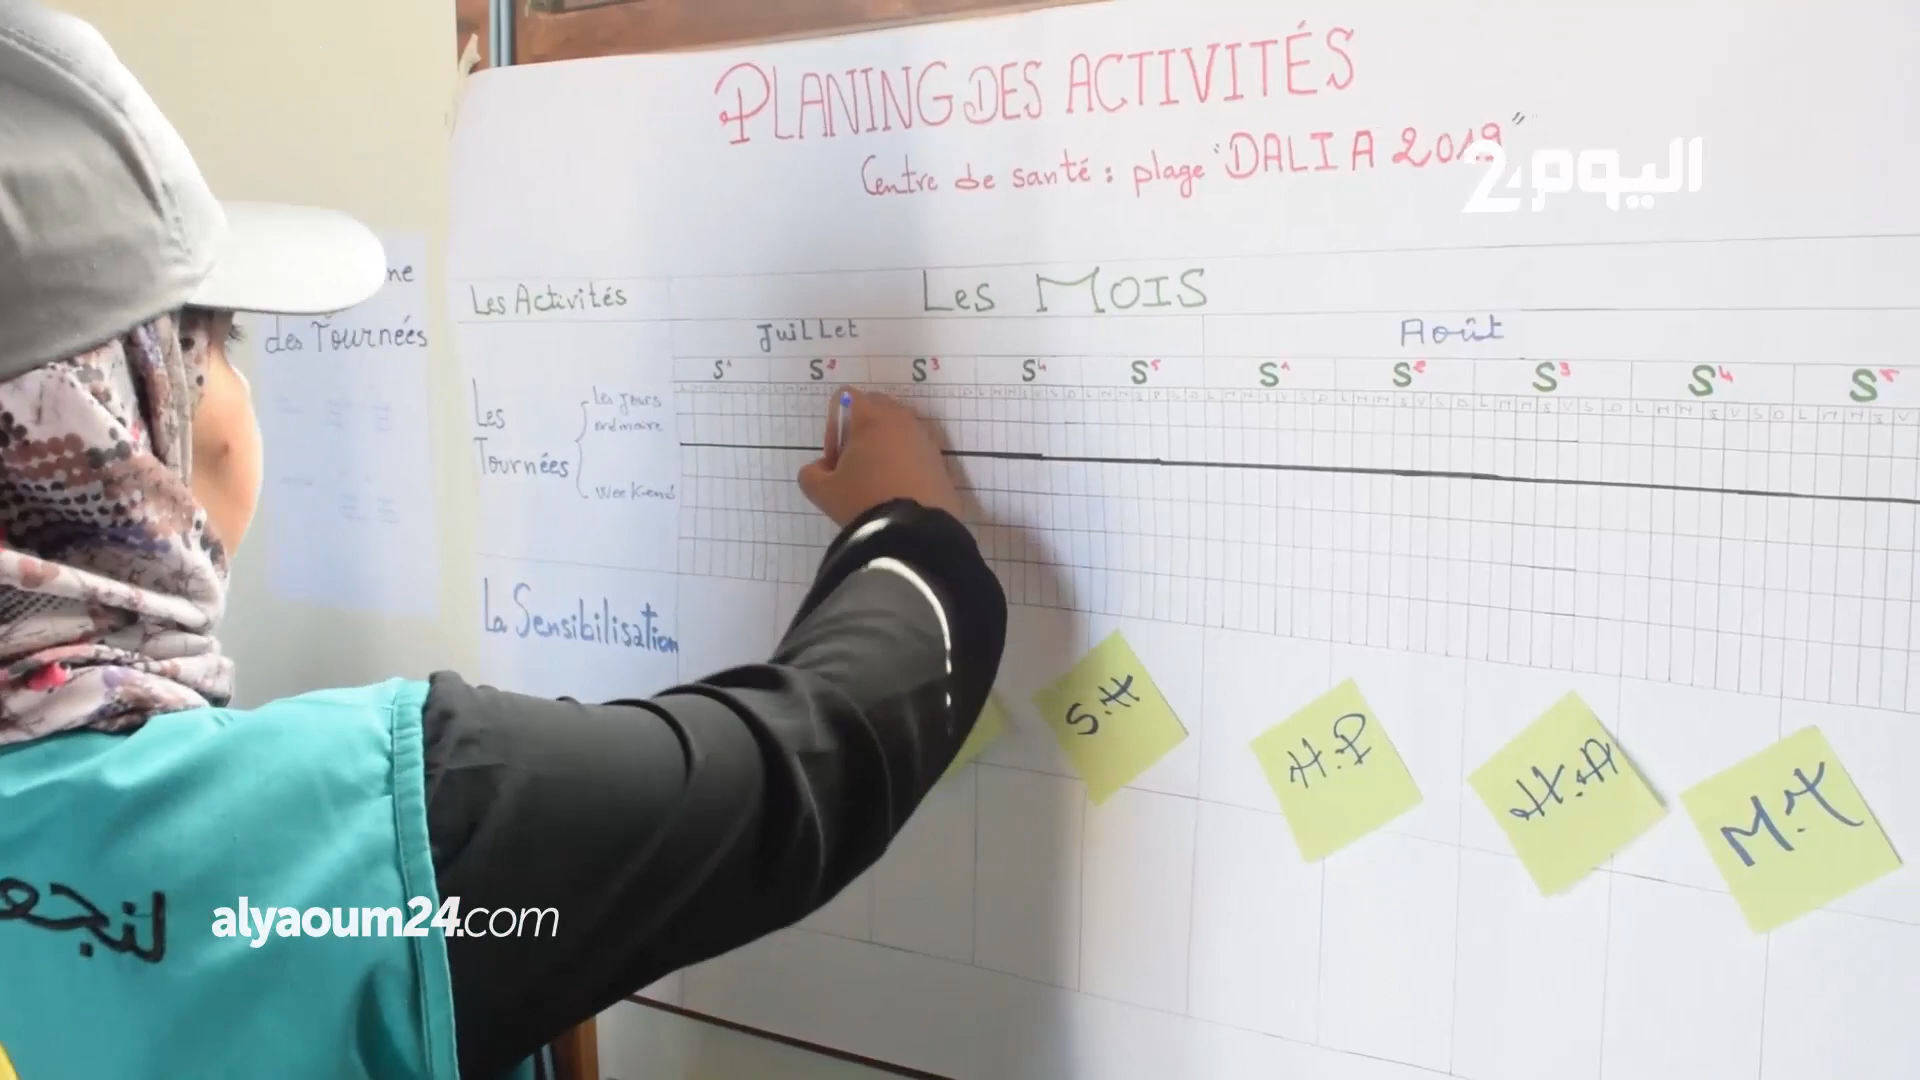 PLANING DES ACTIVITÉS
Centre de santé : plage "DALIA 2019"
اليوم24
ne
des Tournées
Les Activités
Les MOIS
Juillet
Août
S1 S2 S3 S4 S5 S1 S2 S3 S4 S5
Les Tournées
Les jours
ordinaire
Week-end
La Sensibilisation
S.H
H.P
H.A
M.Y
alyaoum24.com